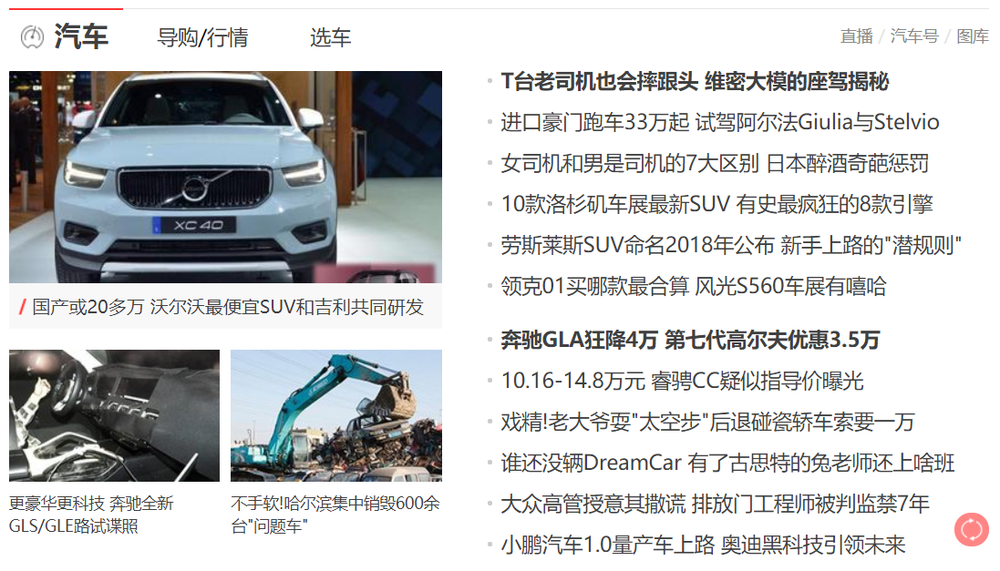 汽车 导购/行情 选车 直播 / 汽车号 / 图库
XC 40
国产或20多万 沃尔沃最便宜SUV和吉利共同研发
更豪华更科技 奔驰全新
GLS/GLE路试谍照
不手软!哈尔滨集中销毁600余
台"问题车"
T台老司机也会摔跟头 维密大模的座驾揭秘
进口豪门跑车33万起 试驾阿尔法Giulia与Stelvio
女司机和男是司机的7大区别 日本醉酒奇葩惩罚
10款洛杉矶车展最新SUV 有史最疯狂的8款引擎
劳斯莱斯SUV命名2018年公布 新手上路的"潜规则"
领克01买哪款最合算 风光S560车展有嘻哈
奔驰GLA狂降4万 第七代高尔夫优惠3.5万
10.16-14.8万元 睿骋CC疑似指导价曝光
戏精!老大爷耍"太空步"后退碰瓷轿车索要一万
谁还没辆DreamCar 有了古思特的兔老师还上啥班
大众高管授意其撒谎 排放门工程师被判监禁7年
小鹏汽车1.0量产车上路 奥迪黑科技引领未来